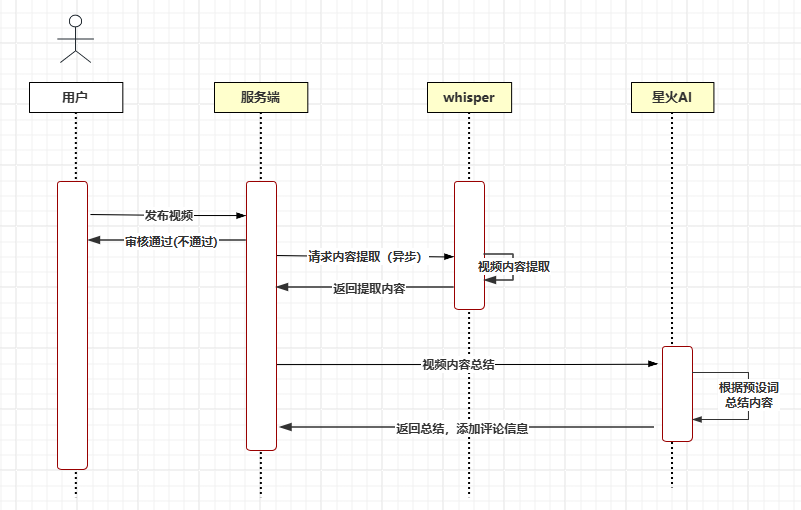 用户
服务端
whisper
星火AI
发布视频
审核通过(不通过)
请求内容提取（异步）
视频内容提取
返回提取内容
视频内容总结
根据预设词
总结内容
返回总结，添加评论信息